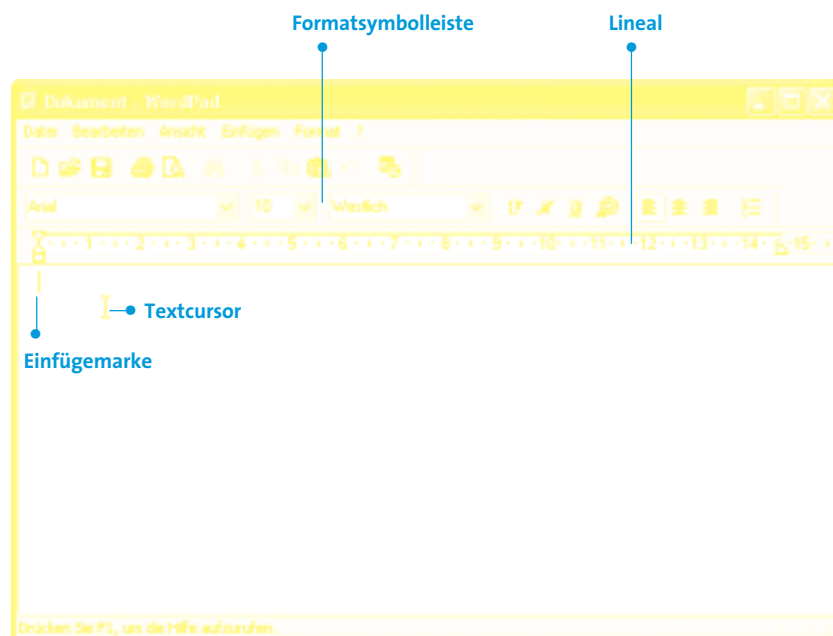 Formatsymbolleiste Lineal
Dokument - WordPad
Datei Bearbeiten Ansicht Einfügen Format ?
Arial 10 Westlich
1 2 3 4 5 6 7 8 9 10 11 12 13 14 15
Textcursor
Einfügemarke
Drücken Sie F1, um die Hilfe aufzurufen.